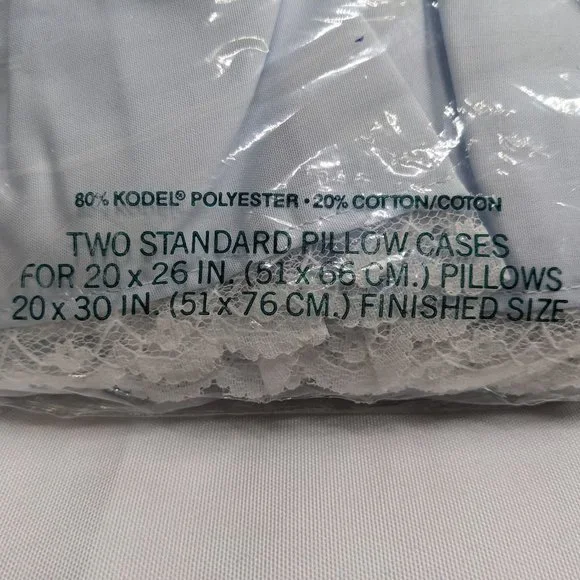 80% KODEL® POLYESTER • 20% COTTON/COTON
TWO STANDARD PILLOW CASES
FOR 20 x 26 IN. (51 x 66 CM.) PILLOWS
20 x 30 IN. (51 x 76 CM.) FINISHED SIZE